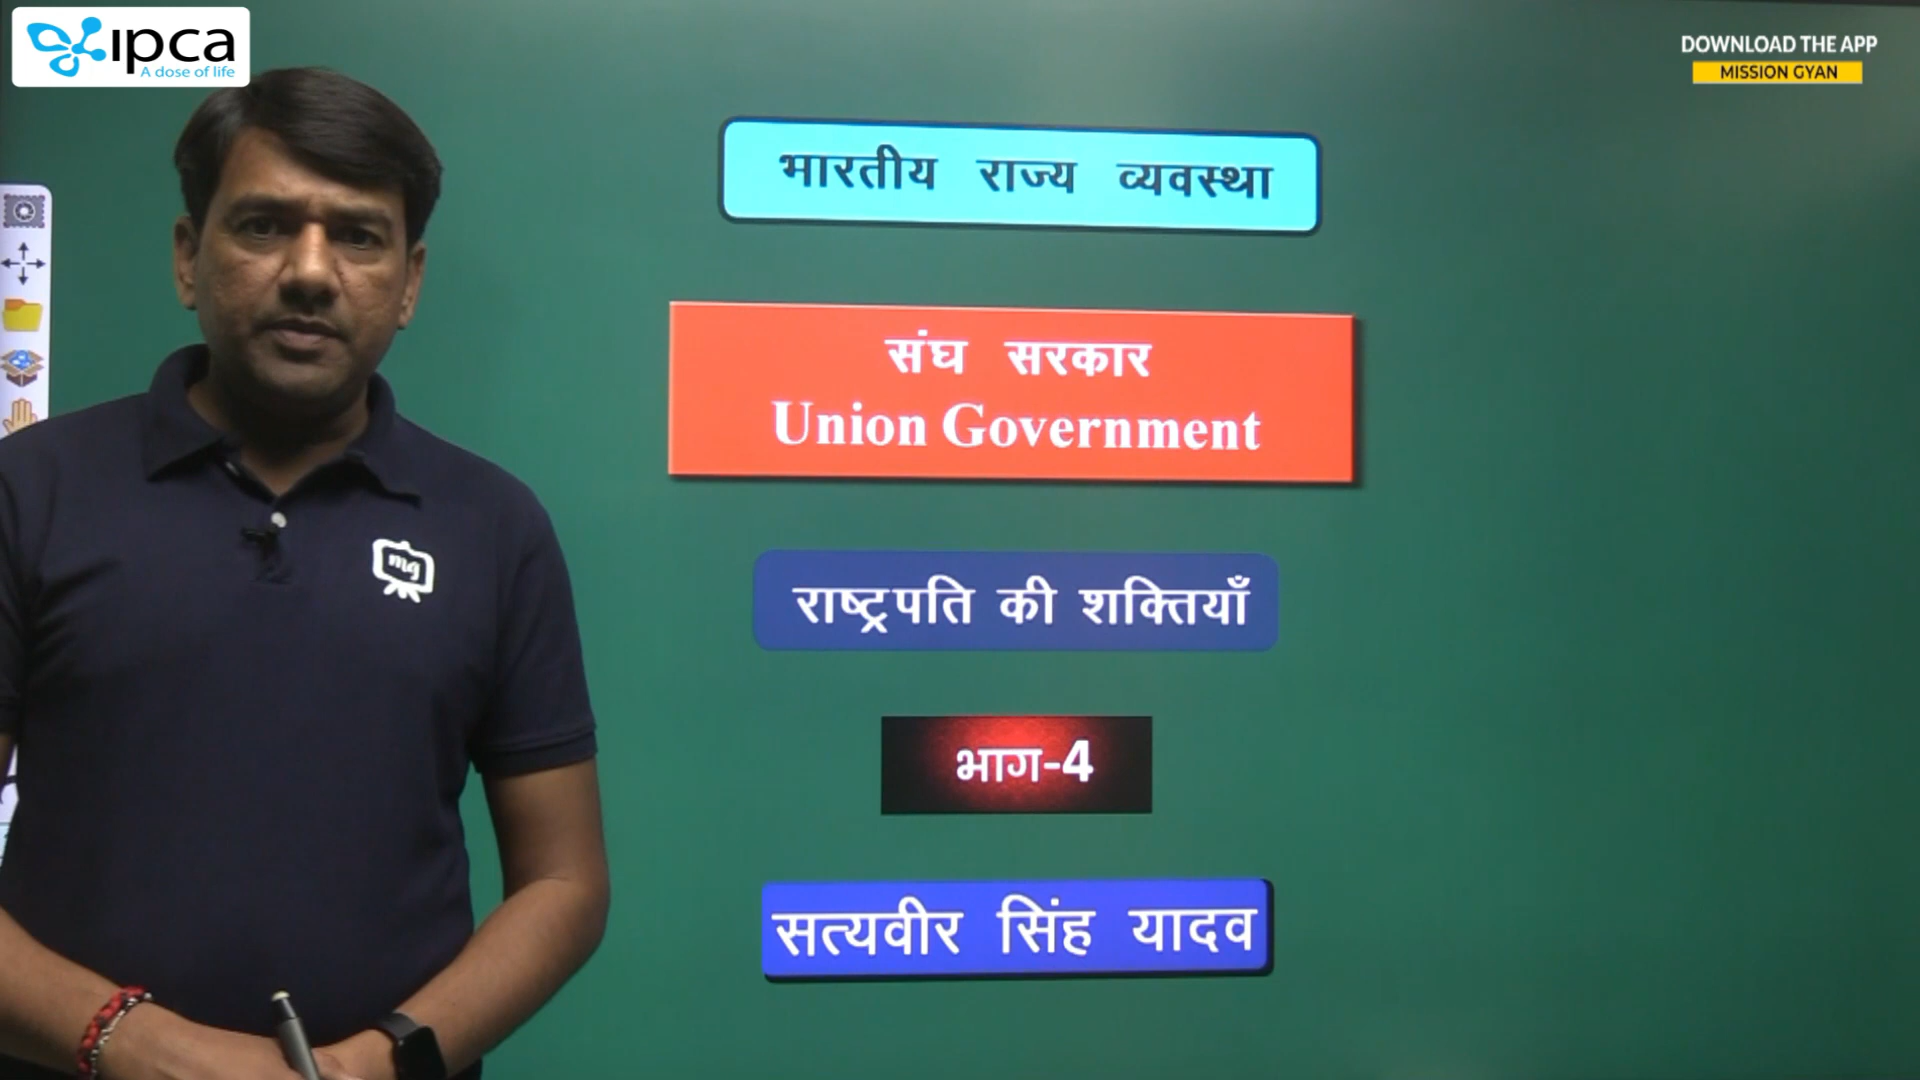 ipca
A dose of life
DOWNLOAD THE APP
MISSION GYAN
भारतीय राज्य व्यवस्था
संघ सरकार
Union Government
राष्ट्रपति की शक्तियाँ
mg
भाग-4
सत्यवीर सिंह यादव